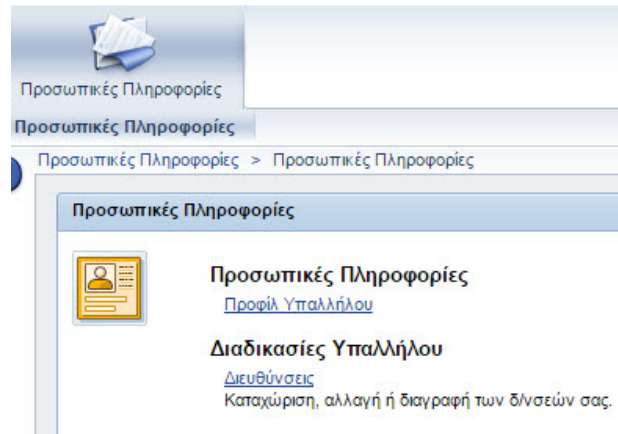 Προσωπικές Πληροφορίες
Προσωπικές Πληροφορίες
Προσωπικές Πληροφορίες > Προσωπικές Πληροφορίες
Προσωπικές Πληροφορίες
Προσωπικές Πληροφορίες
Προφίλ Υπαλλήλου
Διαδικασίες Υπαλλήλου
Διευθύνσεις
Καταχώριση, αλλαγή ή διαγραφή των δ/νσεών σας.